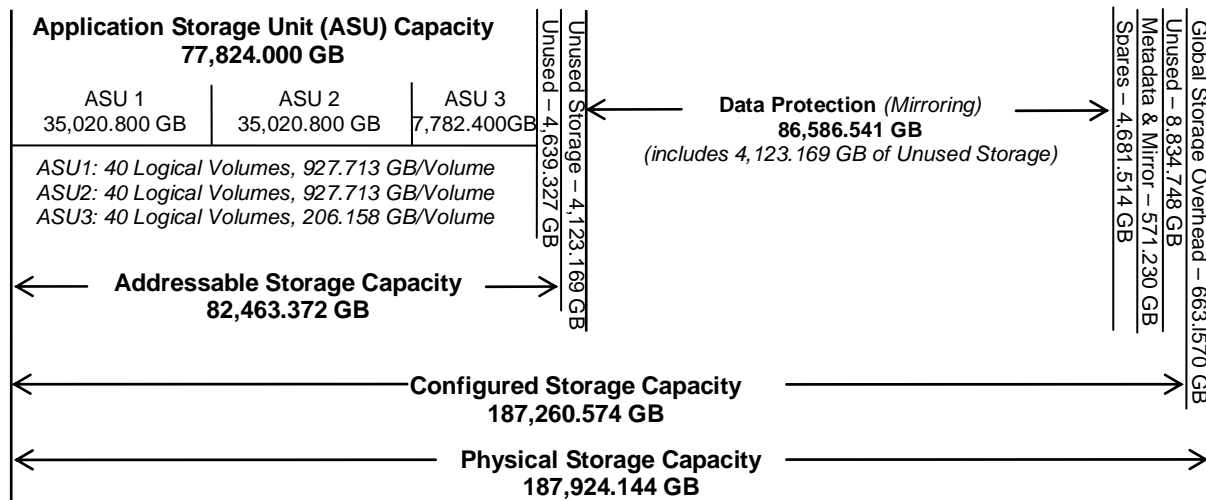 Application Storage Unit (ASU) Capacity
77,824.000 GB
ASU 1
35,020.800 GB
ASU 2
35,020.800 GB
ASU 3
7,782.400GB
ASU1: 40 Logical Volumes, 927.713 GB/Volume
ASU2: 40 Logical Volumes, 927.713 GB/Volume
ASU3: 40 Logical Volumes, 206.158 GB/Volume
Unused – 4,639.327 GB
Unused Storage – 4,123.169 GB
Data Protection (Mirroring)
86,586.541 GB
(includes 4,123.169 GB of Unused Storage)
Spares – 4,681.514 GB
Metadata & Mirror – 571.230 GB
Unused – 8.834.748 GB
Global Storage Overhead – 663.l570 GB
Addressable Storage Capacity
82,463.372 GB
Configured Storage Capacity
187,260.574 GB
Physical Storage Capacity
187,924.144 GB